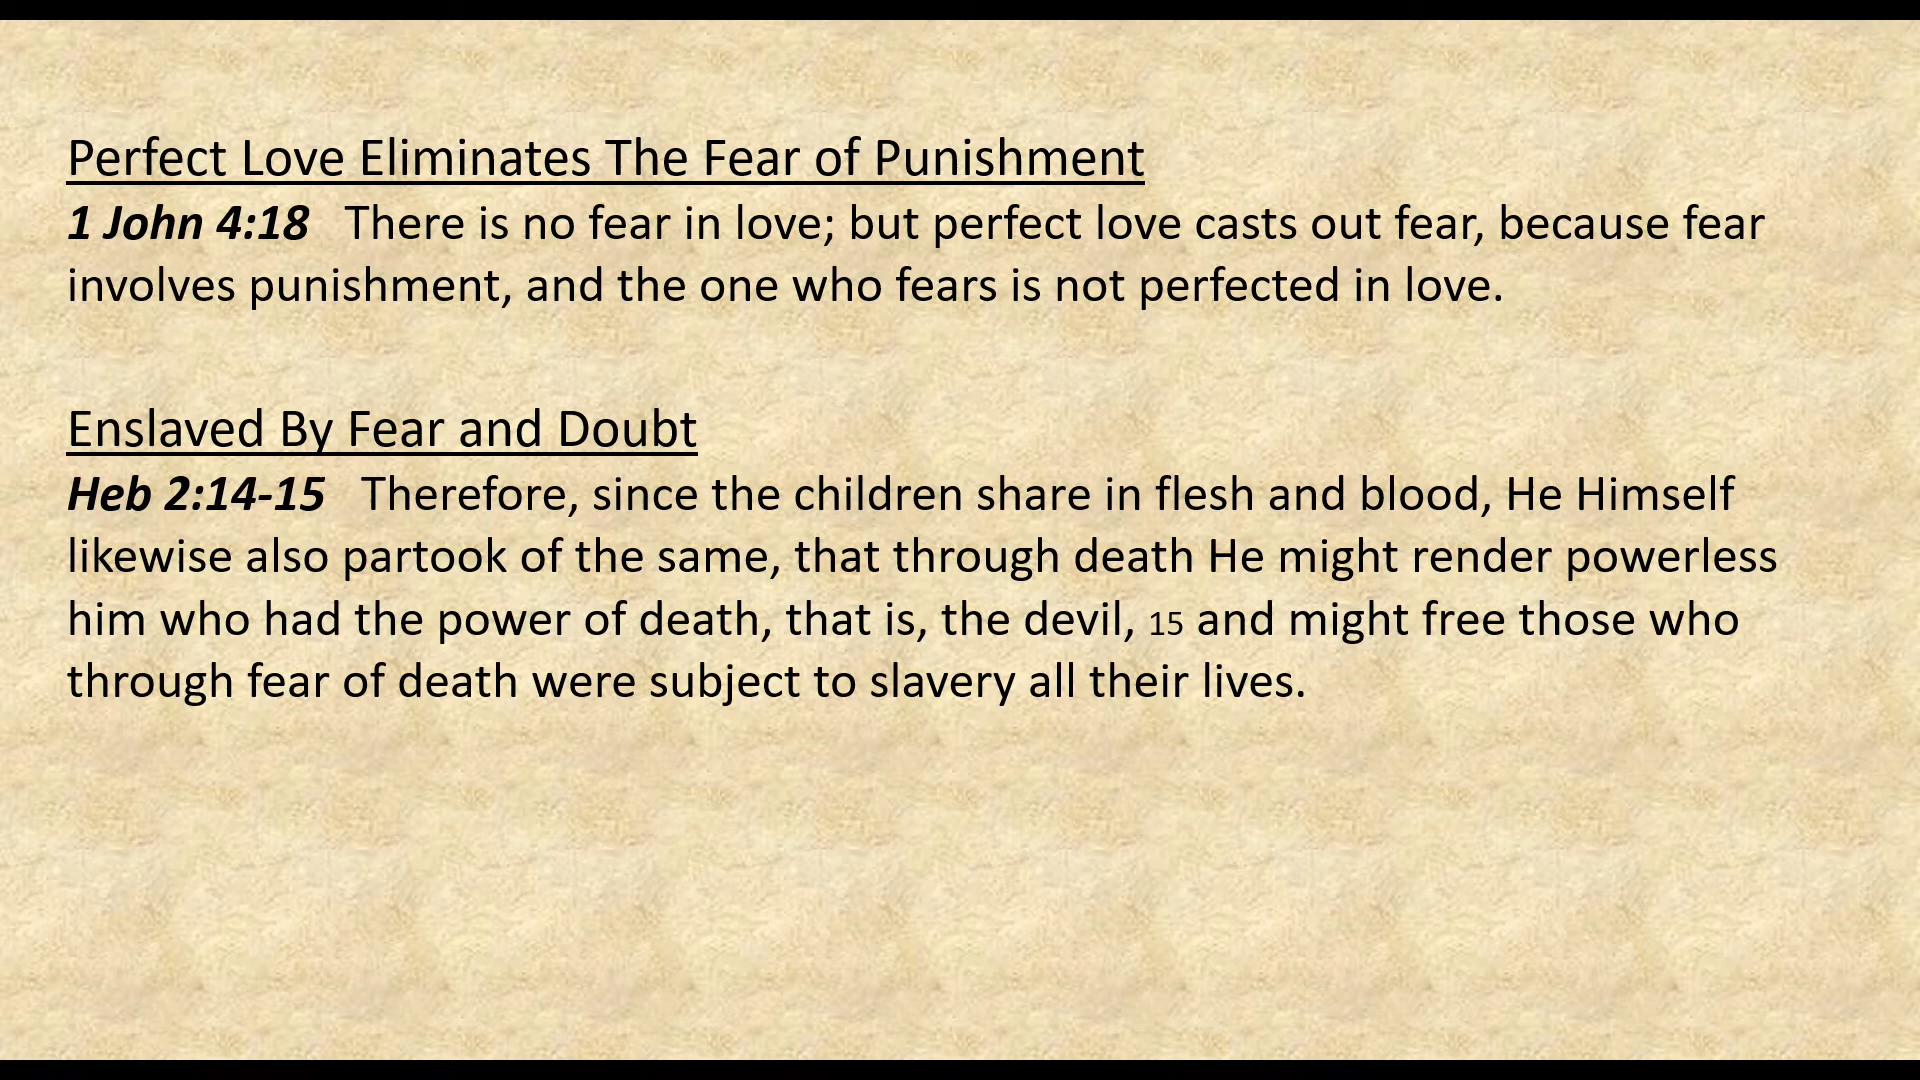 Perfect Love Eliminates The Fear of Punishment
1 John 4:18 There is no fear in love; but perfect love casts out fear, because fear
involves punishment, and the one who fears is not perfected in love.
Enslaved By Fear and Doubt
Heb 2:14-15 Therefore, since the children share in flesh and blood, He Himself
likewise also partook of the same, that through death He might render powerless
him who had the power of death, that is, the devil, 15 and might free those who
through fear of death were subject to slavery all their lives.